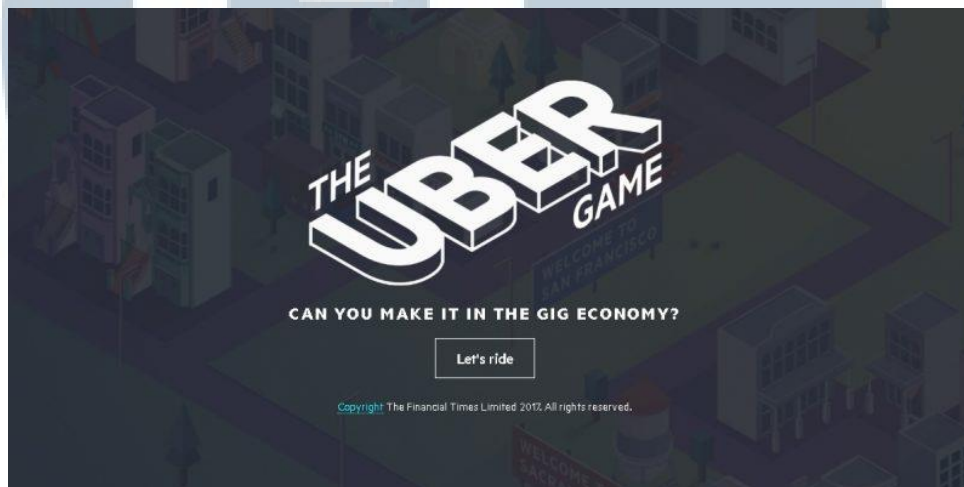 THE
UBER
GAME
WELCOME TO
SAN FRANCISCO
CAN YOU MAKE IT IN THE GIG ECONOMY?
Let's ride
Copyright The Financial Times Limited 2017. All rights reserved.
WELCOME